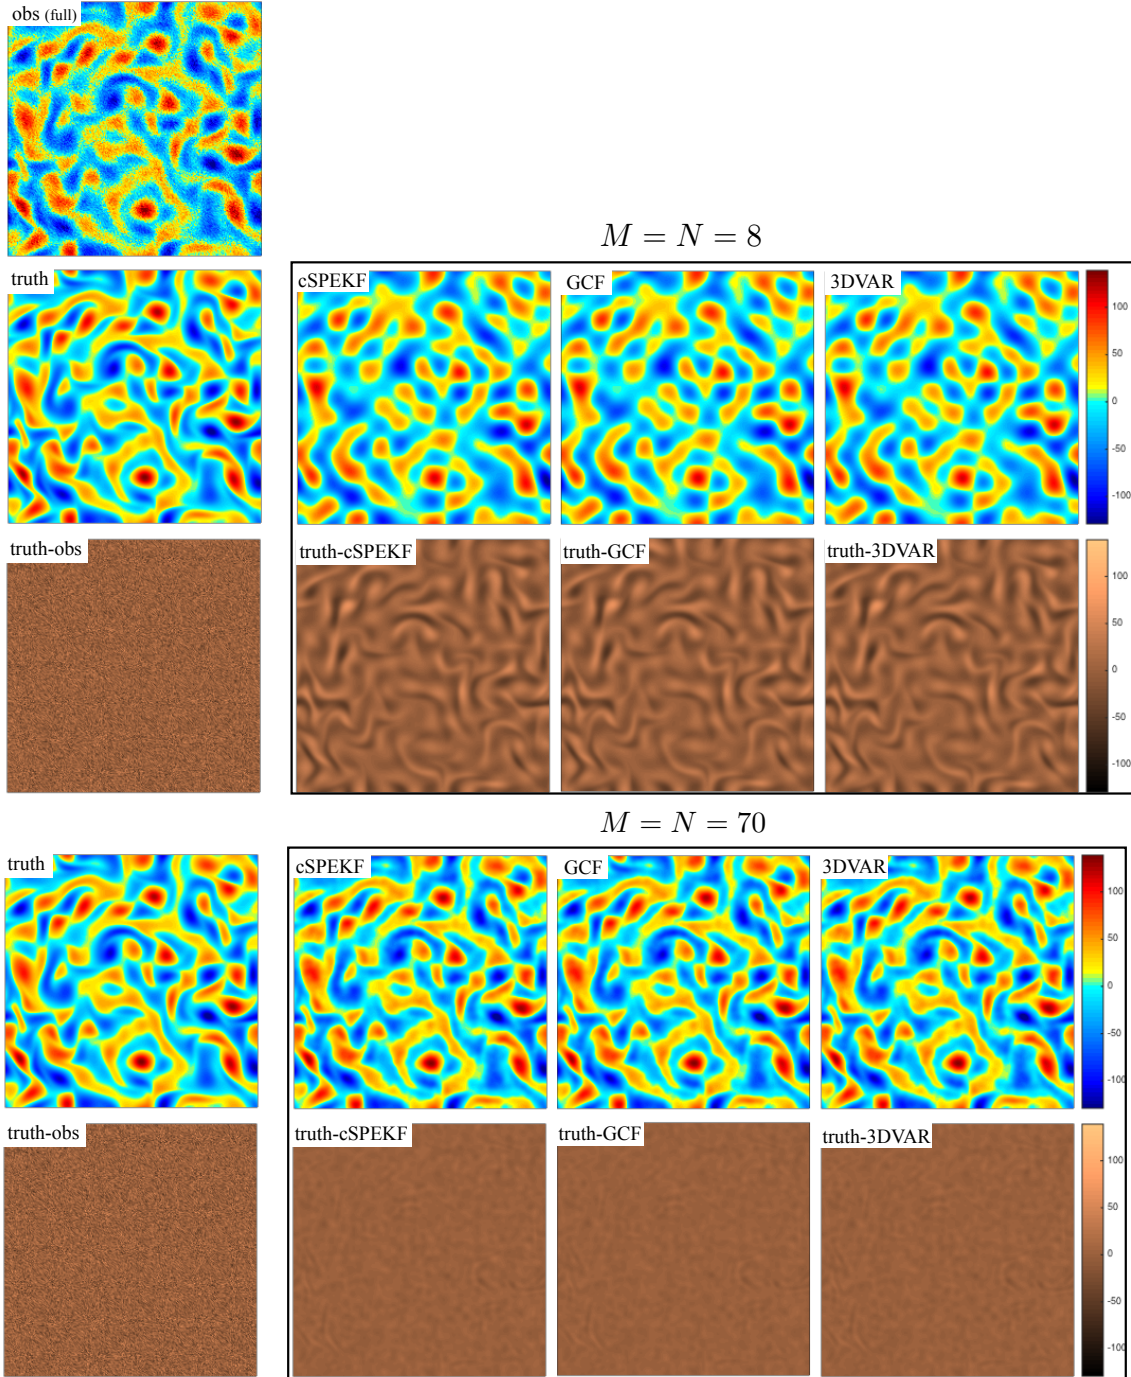 obs (full)
M = N = 8
truth
cSPEKF
GCF
3DVAR
100
50
0
-50
-100
truth-obs
truth-cSPEKF
truth-GCF
truth-3DVAR
100
50
0
-50
-100
M = N = 70
truth
cSPEKF
GCF
3DVAR
100
50
0
-50
-100
truth-obs
truth-cSPEKF
truth-GCF
truth-3DVAR
100
50
0
-50
-100